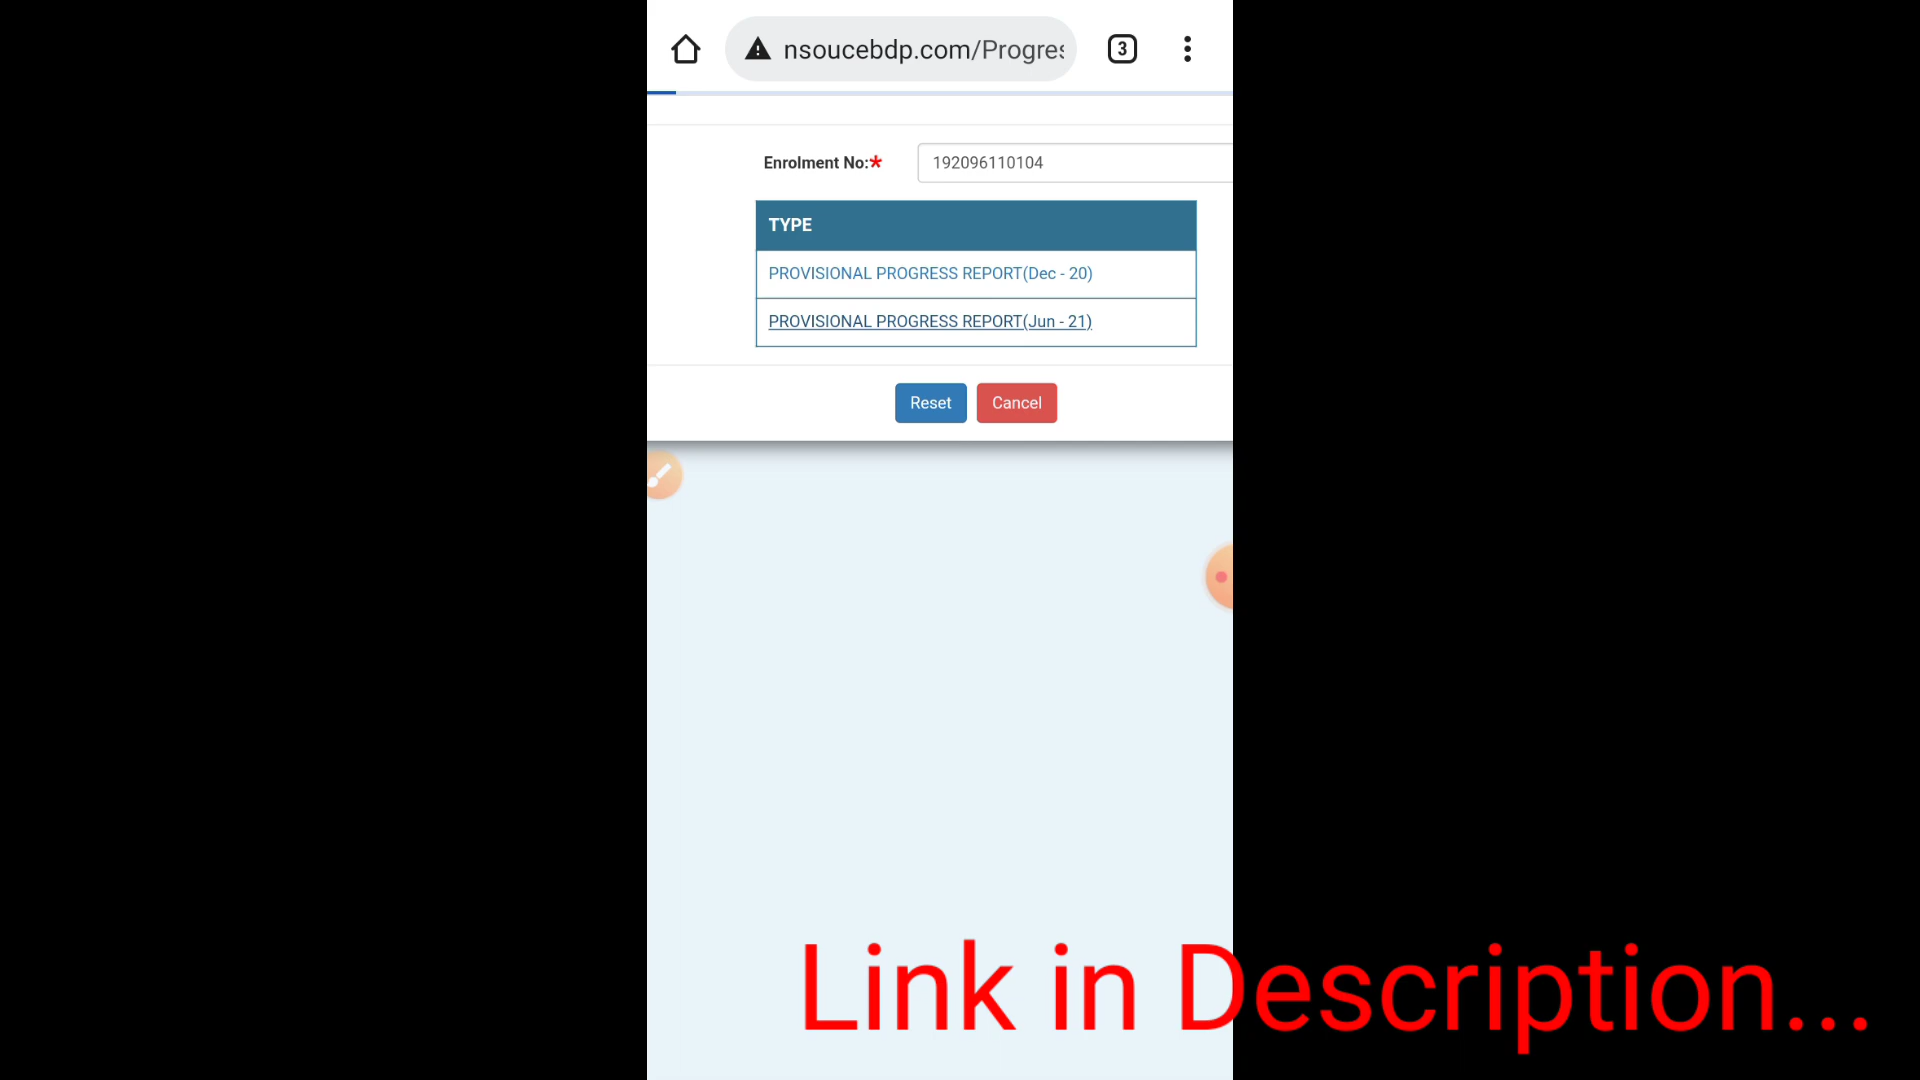 nsoucebdp.com/Progres
3
Enrolment No:*
192096110104
TYPE
PROVISIONAL PROGRESS REPORT(Dec - 20)
PROVISIONAL PROGRESS REPORT(Jun - 21)
Reset
Cancel
Link in Description...